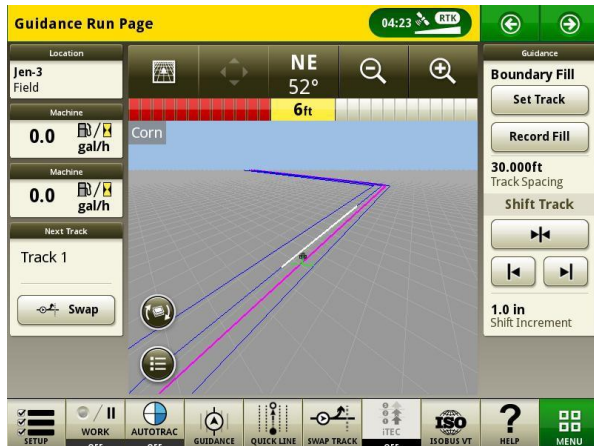 Guidance Run Page
04:23 RTK
Location
Jen-3
Field
Machine
0.0 gal/h
Machine
0.0 gal/h
Next Track
Track 1
Swap
NE
52°
6ft
Corn
Guidance
Boundary Fill
Set Track
Record Fill
30.000ft
Track Spacing
Shift Track
1.0 in
Shift Increment
SETUP
WORK
OFF
AUTOTRAC
OFF
GUIDANCE
QUICK LINE
SWAP TRACK
iTEC
OFF
ISO
ISOBUS VT
?
HELP
MENU